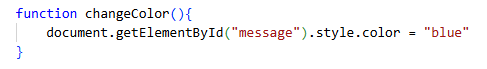 function changeColor(){
    document.getElementById("message").style.color = "blue"
}